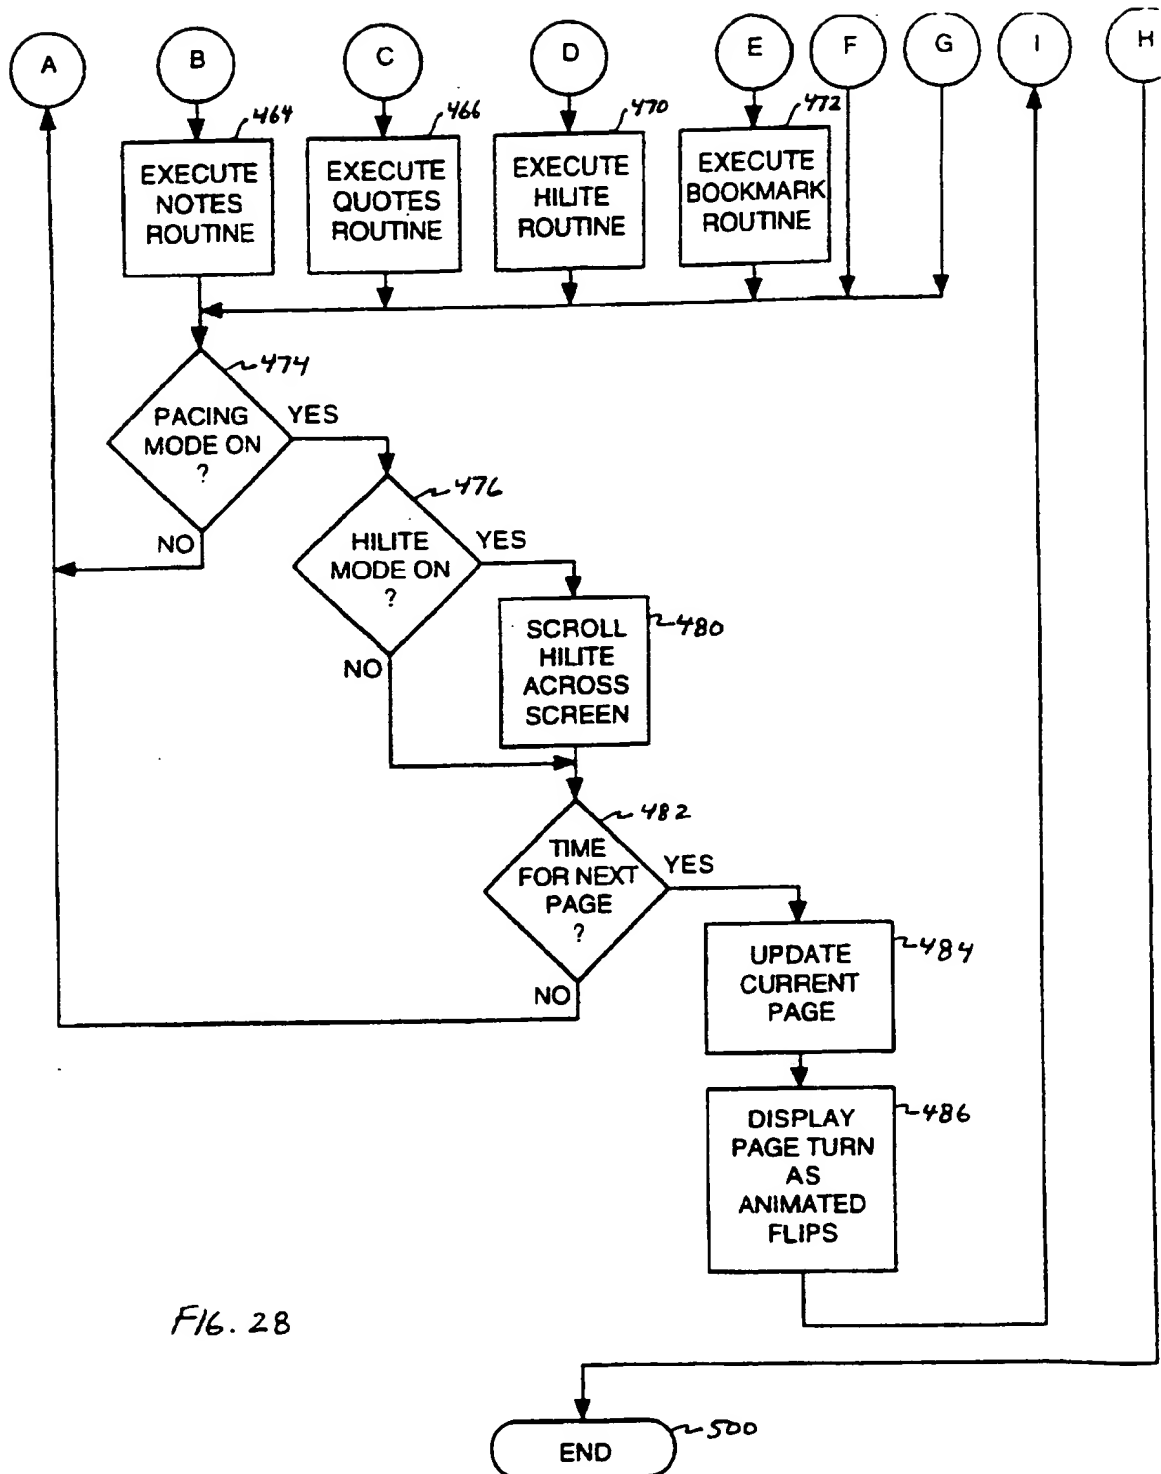 A
B
C
D
E
F
G
I
H
464
466
470
472
EXECUTE
NOTES
ROUTINE
EXECUTE
QUOTES
ROUTINE
EXECUTE
HILITE
ROUTINE
EXECUTE
BOOKMARK
ROUTINE
474
PACING
MODE ON
?
YES
NO
476
HILITE
MODE ON
?
YES
NO
480
SCROLL
HILITE
ACROSS
SCREEN
482
TIME
FOR NEXT
PAGE
?
YES
NO
484
UPDATE
CURRENT
PAGE
486
DISPLAY
PAGE TURN
AS
ANIMATED
FLIPS
FIG. 28
500
END